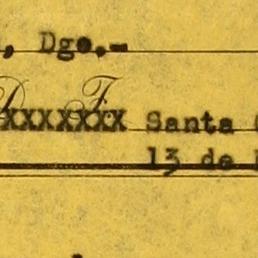 , Dgo.-
D. F.
XXXXXXX Santa
13 de